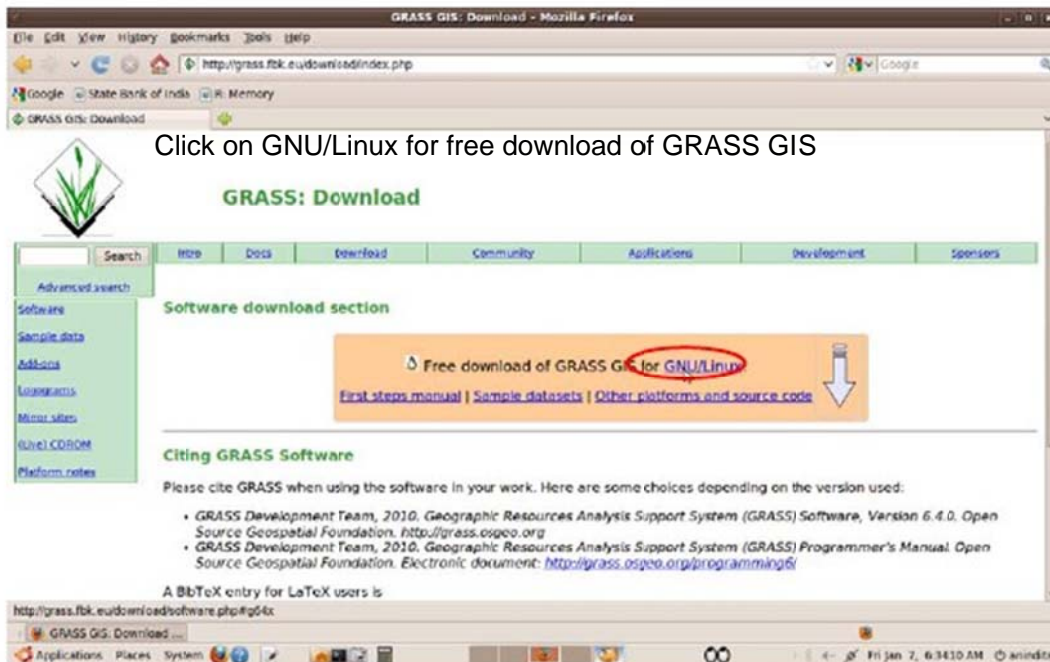 GRASS GIS: Download - Mozilla Firefox
File Edit View History Bookmarks Tools Help
http://grass.fbk.eu/download/index.php
Google
Google State Bank of India R: Memory
GRASS GIS: Download
Click on GNU/Linux for free download of GRASS GIS
GRASS: Download
Search
Intro Docs Download Community Applications Development Sponsors
Advanced search
Software
Sample data
Add-ons
Logograms
Minor sites
(Live) CDROM
Platform notes
Software download section
Free download of GRASS GIS for GNU/Linux
First steps manual | Sample datasets | Other platforms and source code
Citing GRASS Software
Please cite GRASS when using the software in your work. Here are some choices depending on the version used:
• GRASS Development Team, 2010. Geographic Resources Analysis Support System (GRASS) Software, Version 6.4.0. Open
Source Geospatial Foundation. http://grass.osgeo.org
• GRASS Development Team, 2010. Geographic Resources Analysis Support System (GRASS) Programmer's Manual. Open
Source Geospatial Foundation. Electronic document: http://grass.osgeo.org/programming6/
A BibTeX entry for LaTeX users is
http://grass.fbk.eu/download/software.php#g64x
GRASS GIS: Download ...
Applications Places System
Fri Jan 7, 6:34:10 AM